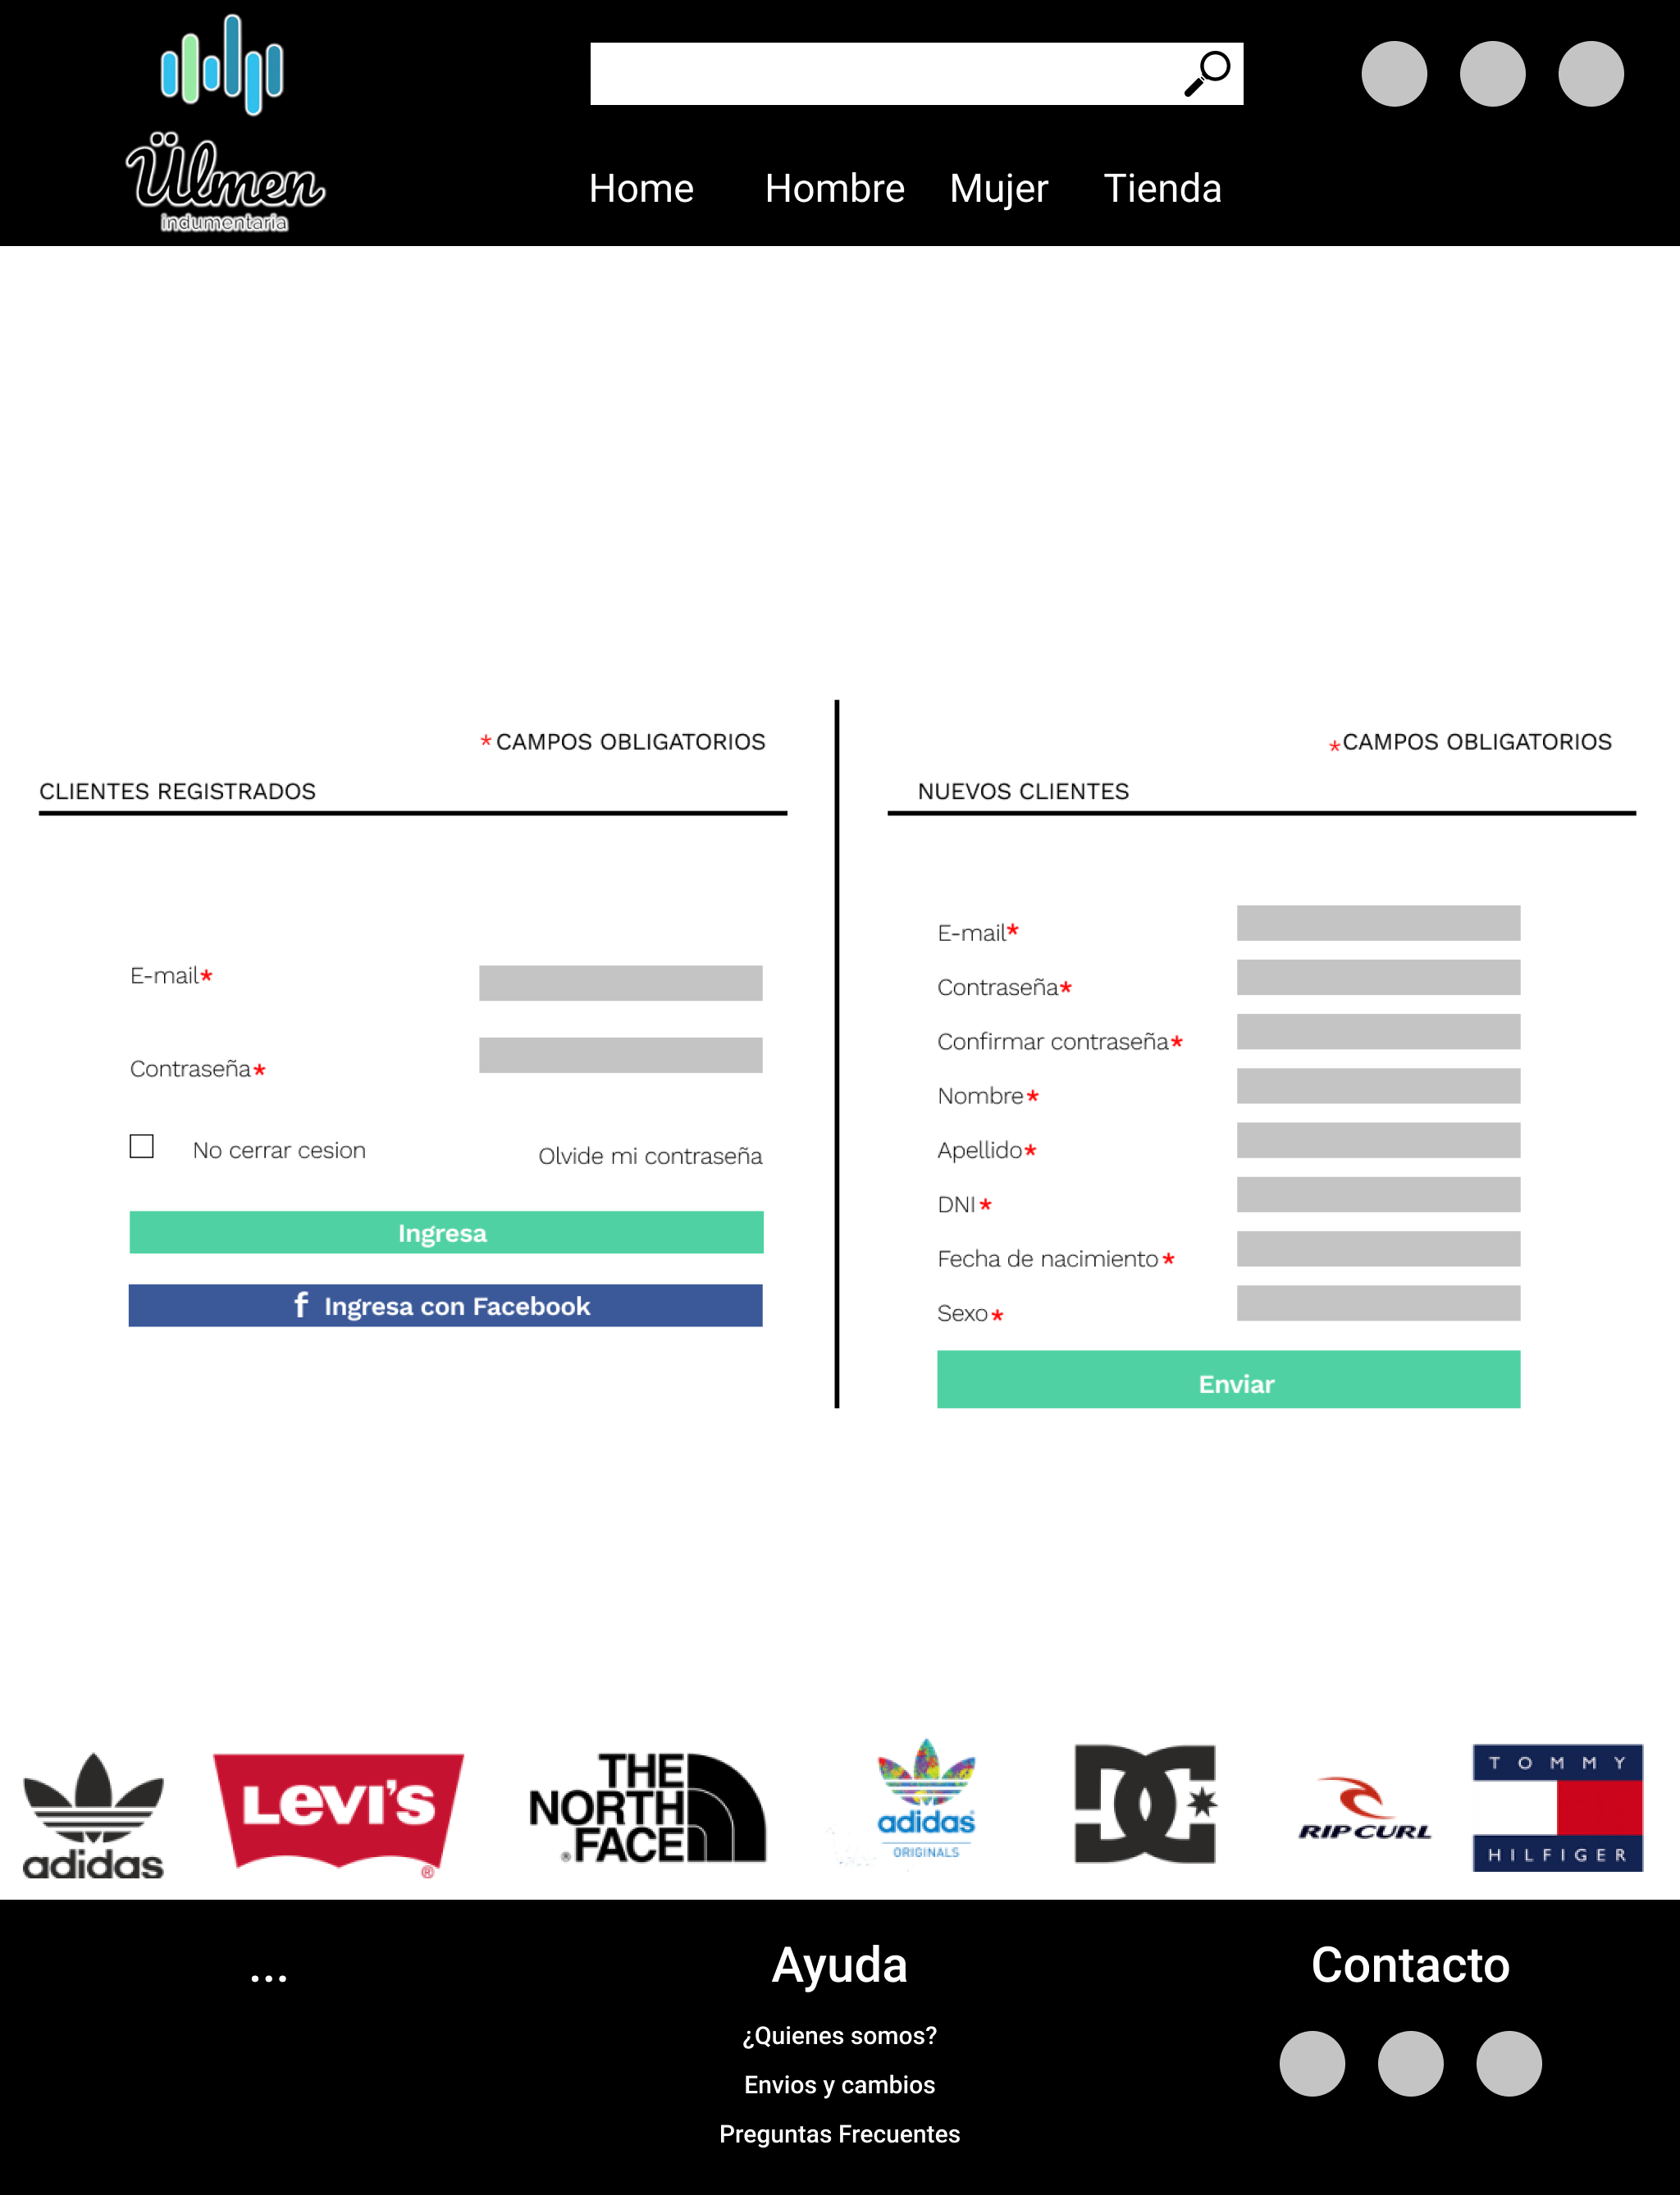 Ülmen
indumentaria
Home Hombre Mujer Tienda
* CAMPOS OBLIGATORIOS
CLIENTES REGISTRADOS
E-mail*
Contraseña*
No cerrar cesion
Olvide mi contraseña
Ingresa
f Ingresa con Facebook
* CAMPOS OBLIGATORIOS
NUEVOS CLIENTES
E-mail*
Contraseña*
Confirmar contraseña*
Nombre*
Apellido*
DNI*
Fecha de nacimiento*
Sexo*
Enviar
adidas
LEVI'S
®
THE
NORTH
FACE
®
adidas
ORIGINALS
DC
RIP CURL
TOMMY
HILFIGER
...
Ayuda
¿Quienes somos?
Envios y cambios
Preguntas Frecuentes
Contacto